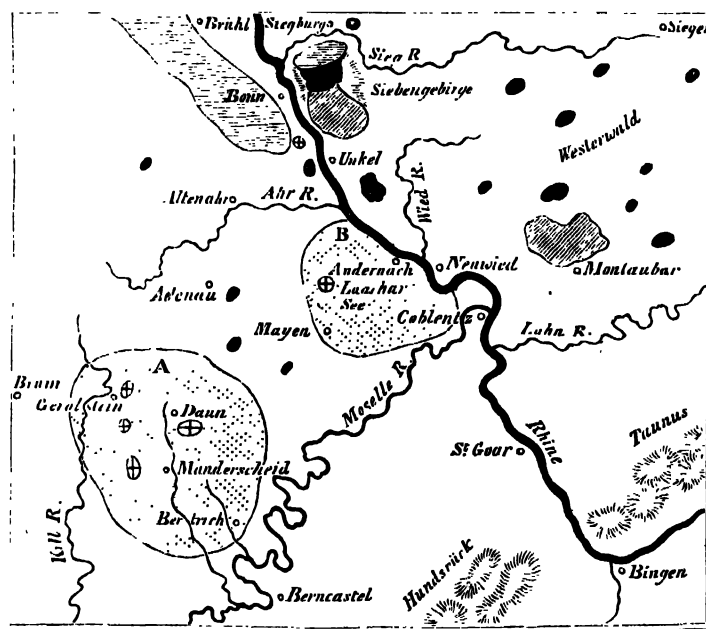 Brühl
Siegburg
Siegen
Sieg R
Siebengebirge
Bonn
Westerwald
Unkel
Wied R.
Altenahr
Ahr R.
B
Andernach
Neuwied
Montabaur
Laacher
See
Adenau
Coblentz
Mayen
Lahn R.
A
Moselle R.
Gerolstein
Daun
Rhine
Taunus
St Goar
Manderscheid
Kill R.
Bertrich
Hundsrück
Bingen
Berncastel